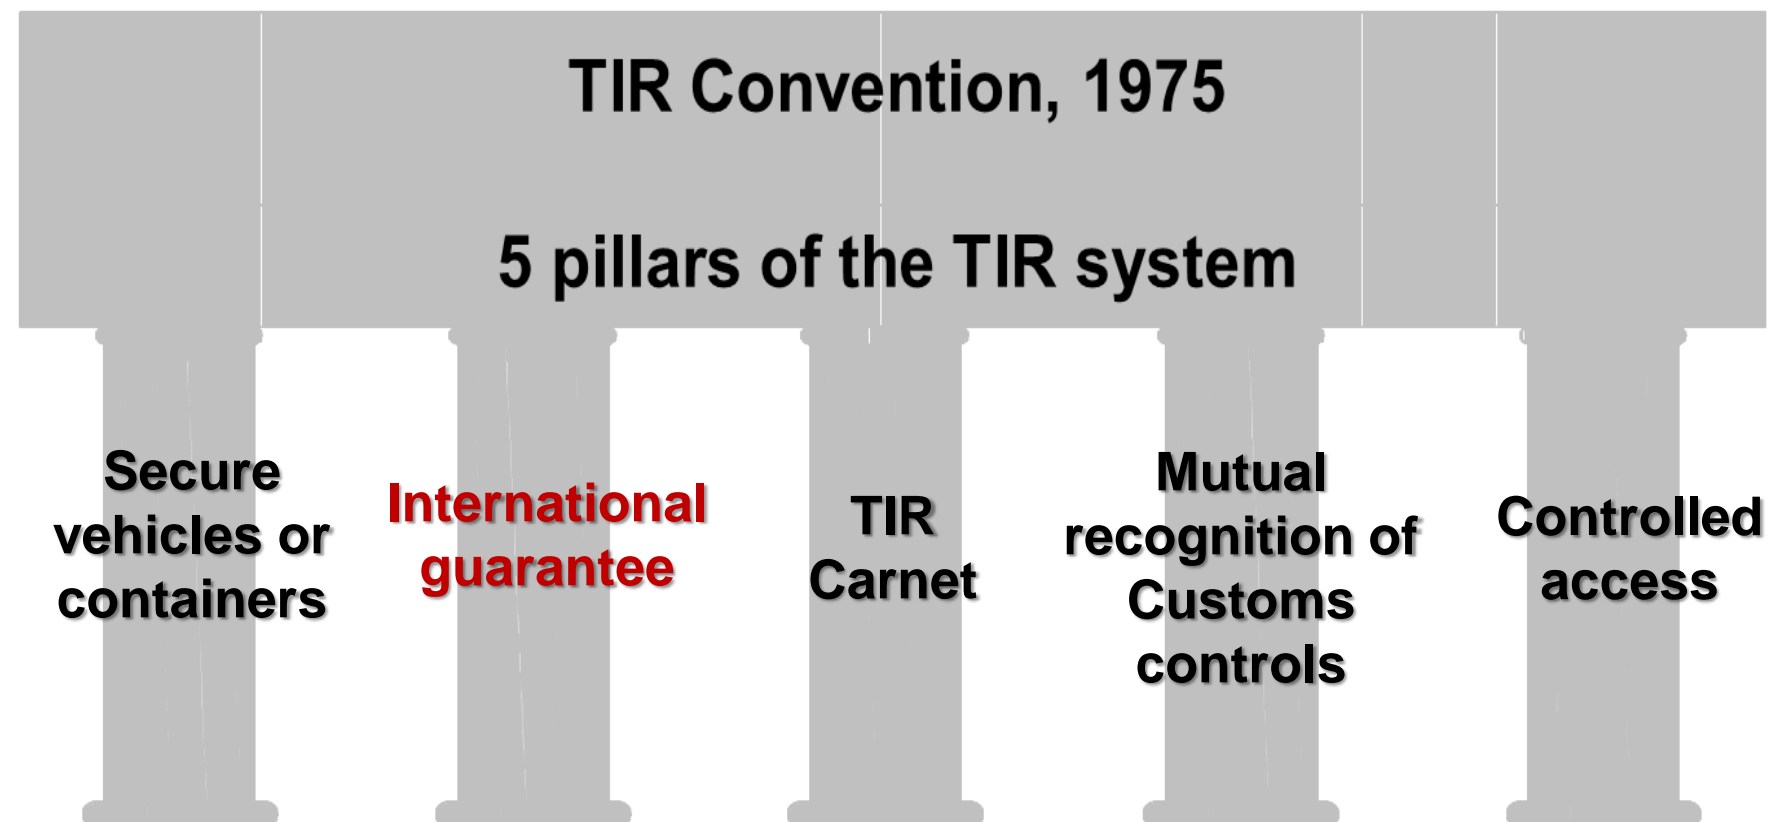 TIR Convention, 1975
5 pillars of the TIR system
Secure
vehicles or
containers
International
guarantee
TIR
Carnet
Mutual
recognition of
Customs
controls
Controlled
access